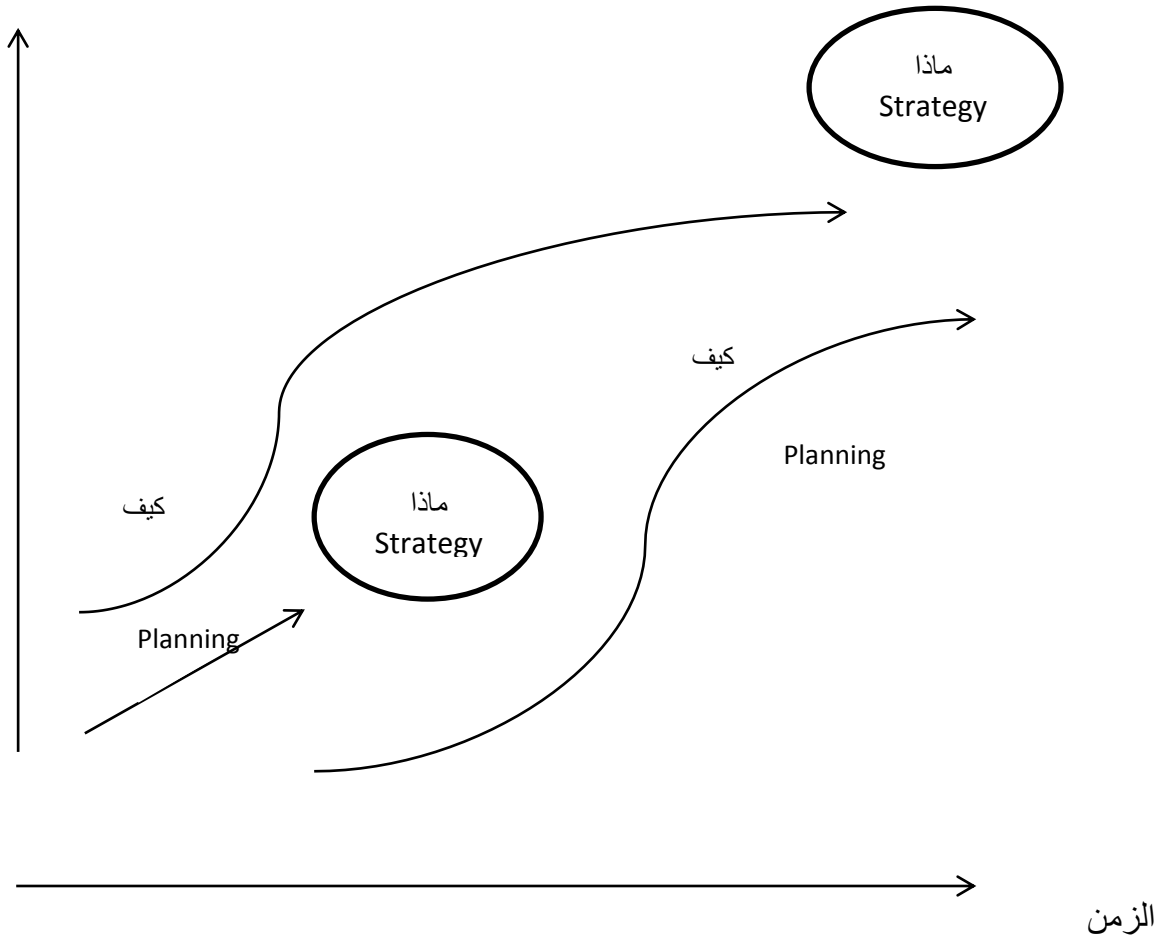 ماذا
Strategy
كيف
Planning
ماذا
Strategy
كيف
Planning
الزمن